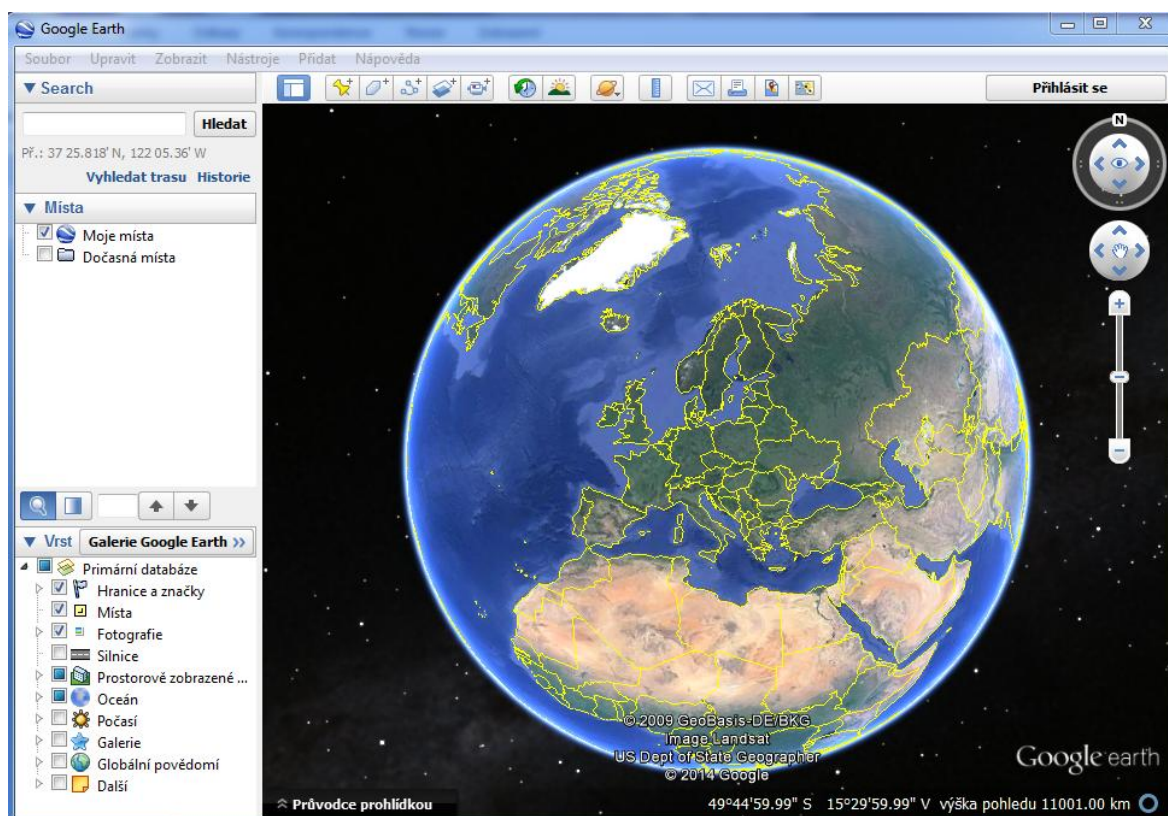 Google Earth
Soubor Upravit Zobrazit Nástroje Přidat Nápověda
Search
Hledat
Př.: 37 25.818' N, 122 05.36' W
Vyhledat trasu Historie
Místa
Moje místa
Dočasná místa
Vrst Galerie Google Earth >>
Primární databáze
Hranice a značky
Místa
Fotografie
Silnice
Prostorově zobrazené ...
Oceán
Počasí
Galerie
Globální povědomí
Další
Přihlásit se
N
© 2009 GeoBasis-DE/BKG
Image Landsat
US Dept of State Geographer
© 2014 Google
Google earth
Průvodce prohlídkou
49°44'59.99" S 15°29'59.99" V výška pohledu 11001.00 km